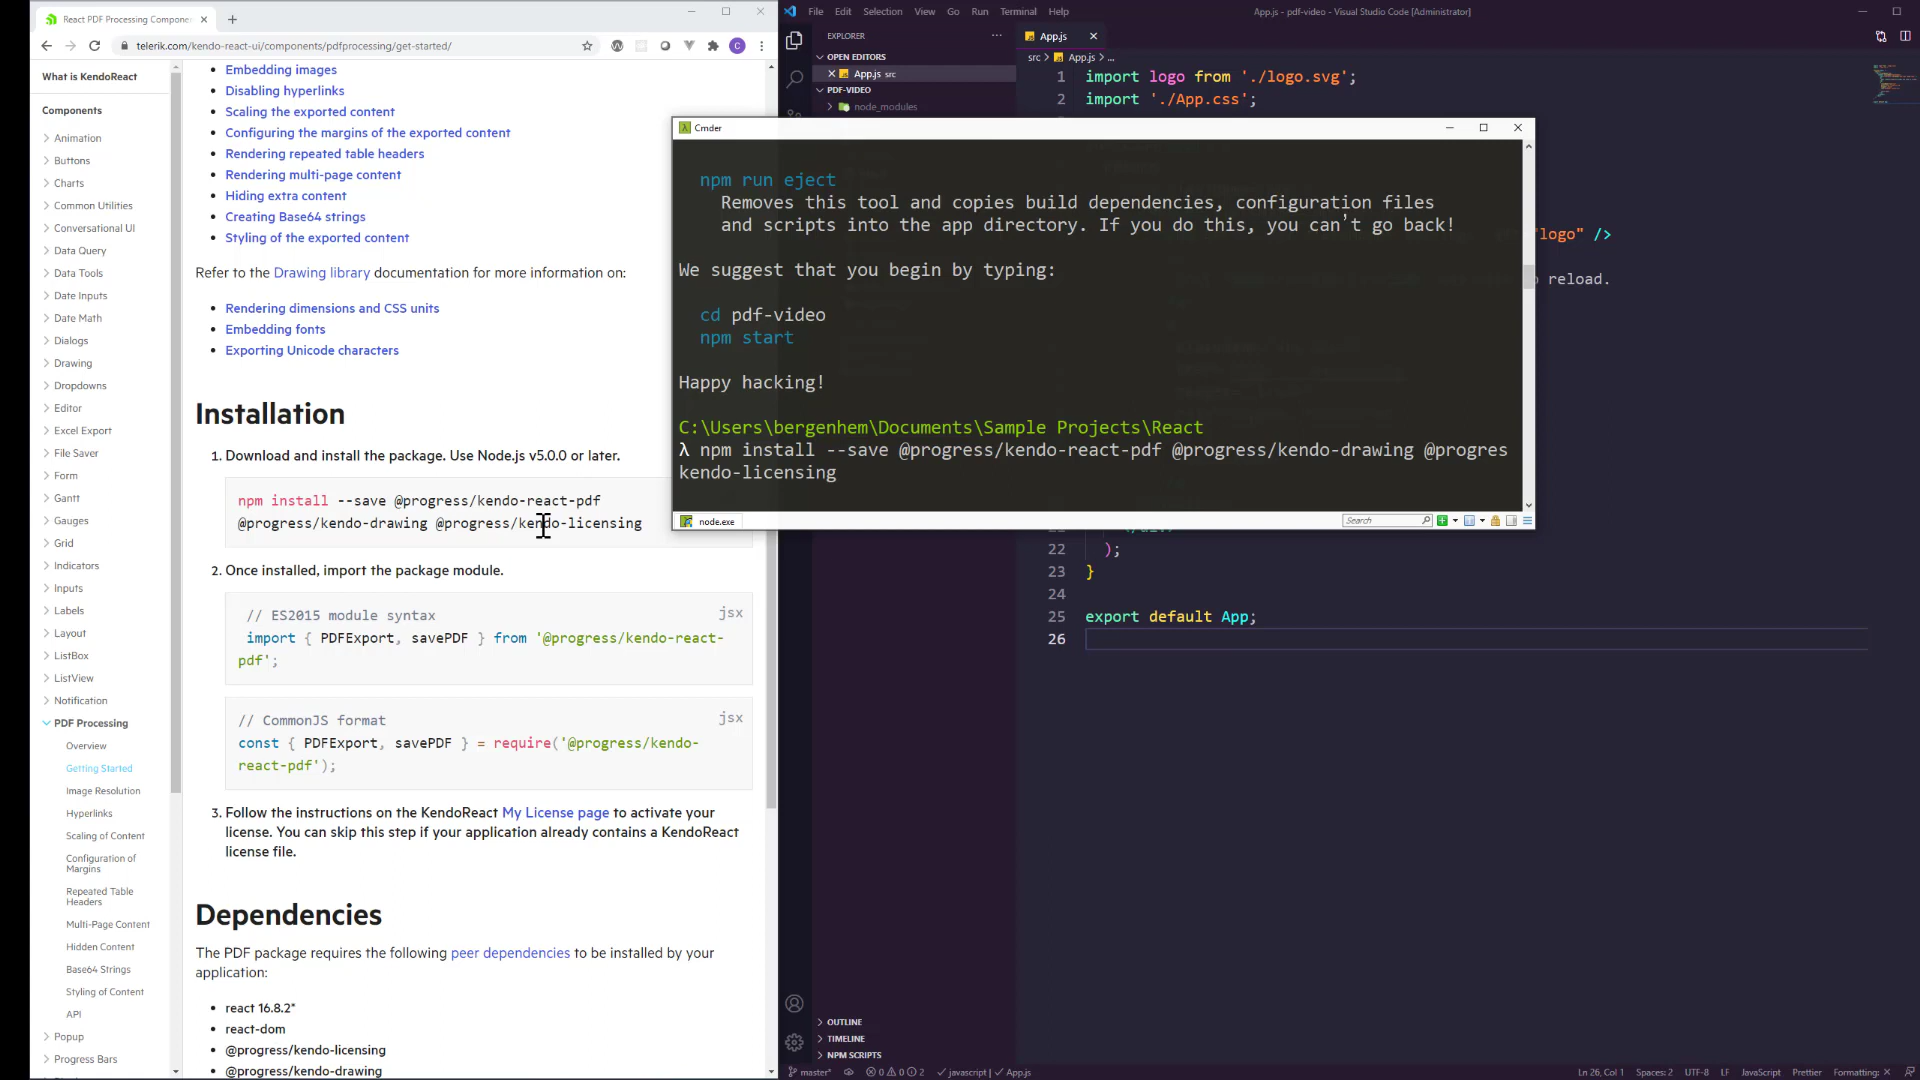 React PDF Processing Componen
telerik.com/kendo-react-ui/components/pdfprocessing/get-started/
C
What is KendoReact
Components
Animation
Buttons
Charts
Common Utilities
Conversational UI
Data Query
Data Tools
Date Inputs
Date Math
Dialogs
Drawing
Dropdowns
Editor
Excel Export
File Saver
Form
Gantt
Gauges
Grid
Indicators
Inputs
Labels
Layout
ListBox
ListView
Notification
PDF Processing
Overview
Getting Started
Image Resolution
Hyperlinks
Scaling of Content
Configuration of
Margins
Repeated Table
Headers
Multi-Page Content
Hidden Content
Base64 Strings
Styling of Content
API
Popup
Progress Bars
Embedding images
Disabling hyperlinks
Scaling the exported content
Configuring the margins of the exported content
Rendering repeated table headers
Rendering multi-page content
Hiding extra content
Creating Base64 strings
Styling of the exported content
Refer to the Drawing library documentation for more information on:
Rendering dimensions and CSS units
Embedding fonts
Exporting Unicode characters
Installation
1. Download and install the package. Use Node.js v5.0.0 or later.
npm install --save @progress/kendo-react-pdf
@progress/kendo-drawing @progress/kendo-licensing
2. Once installed, import the package module.
jsx
// ES2015 module syntax
import { PDFExport, savePDF } from '@progress/kendo-react-
pdf';
jsx
// CommonJS format
const { PDFExport, savePDF } = require('@progress/kendo-
react-pdf');
3. Follow the instructions on the KendoReact My License page to activate your
license. You can skip this step if your application already contains a KendoReact
license file.
Dependencies
The PDF package requires the following peer dependencies to be installed by your
application:
react 16.8.2*
react-dom
@progress/kendo-licensing
@progress/kendo-drawing
File Edit Selection View Go Run Terminal Help
App.js - pdf-video - Visual Studio Code [Administrator]
EXPLORER
OPEN EDITORS
App.js src
PDF-VIDEO
node_modules
OUTLINE
TIMELINE
NPM SCRIPTS
App.js
src > App.js > ...
1 import logo from './logo.svg';
2 import './App.css';
"logo" />
reload.
22 );
23 }
24
25 export default App;
26
Cmder
npm run eject
Removes this tool and copies build dependencies, configuration files
and scripts into the app directory. If you do this, you can't go back!
We suggest that you begin by typing:
cd pdf-video
npm start
Happy hacking!
C:\Users\bergenhem\Documents\Sample Projects\React
λ npm install --save @progress/kendo-react-pdf @progress/kendo-drawing @progres
kendo-licensing
node.exe
Search
master* 0 0 2 javascript | App.js
Ln 26, Col 1 Spaces: 2 UTF-8 LF JavaScript Prettier Formatting: ×